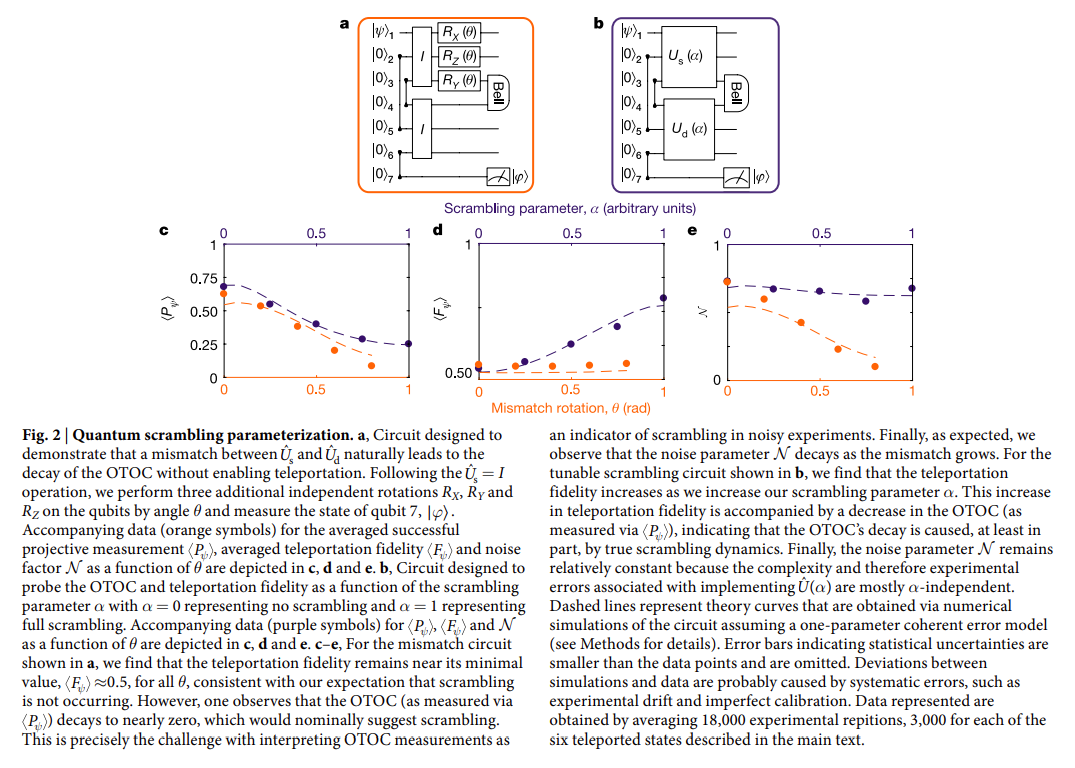 a
b
|ψ⟩₁
|0⟩₂
|0⟩₃
|0⟩₄
|0⟩₅
|0⟩₆
|0⟩₇
I
I
R_X (θ)
R_Z (θ)
R_Y (θ)
Bell
|φ⟩
|ψ⟩₁
|0⟩₂
|0⟩₃
|0⟩₄
|0⟩₅
|0⟩₆
|0⟩₇
U_s (α)
U_d (α)
Bell
|φ⟩
Scrambling parameter, α (arbitrary units)
c
0 0.5 1
1
0.75
0.50
0.25
0
⟨P_ψ⟩
0 0.5 1
d
0 0.5 1
1
0.50
⟨F_ψ⟩
0 0.5 1
e
0 0.5 1
1
0
𝒩
0 0.5 1
Mismatch rotation, θ (rad)
Fig. 2 | Quantum scrambling parameterization. a, Circuit designed to
demonstrate that a mismatch between Û_s and Û_d naturally leads to the
decay of the OTOC without enabling teleportation. Following the Û_s = I
operation, we perform three additional independent rotations R_X, R_Y and
R_Z on the qubits by angle θ and measure the state of qubit 7, |φ⟩.
Accompanying data (orange symbols) for the averaged successful
projective measurement ⟨P_ψ⟩, averaged teleportation fidelity ⟨F_ψ⟩ and noise
factor 𝒩 as a function of θ are depicted in c, d and e. b, Circuit designed to
probe the OTOC and teleportation fidelity as a function of the scrambling
parameter α with α = 0 representing no scrambling and α = 1 representing
full scrambling. Accompanying data (purple symbols) for ⟨P_ψ⟩, ⟨F_ψ⟩ and 𝒩
as a function of θ are depicted in c, d and e. c–e, For the mismatch circuit
shown in a, we find that the teleportation fidelity remains near its minimal
value, ⟨F_ψ⟩ ≈0.5, for all θ, consistent with our expectation that scrambling
is not occurring. However, one observes that the OTOC (as measured via
⟨P_ψ⟩) decays to nearly zero, which would nominally suggest scrambling.
This is precisely the challenge with interpreting OTOC measurements as
an indicator of scrambling in noisy experiments. Finally, as expected, we
observe that the noise parameter 𝒩 decays as the mismatch grows. For the
tunable scrambling circuit shown in b, we find that the teleportation
fidelity increases as we increase our scrambling parameter α. This increase
in teleportation fidelity is accompanied by a decrease in the OTOC (as
measured via ⟨P_ψ⟩), indicating that the OTOC’s decay is caused, at least in
part, by true scrambling dynamics. Finally, the noise parameter 𝒩 remains
relatively constant because the complexity and therefore experimental
errors associated with implementing Û(α) are mostly α-independent.
Dashed lines represent theory curves that are obtained via numerical
simulations of the circuit assuming a one-parameter coherent error model
(see Methods for details). Error bars indicating statistical uncertainties are
smaller than the data points and are omitted. Deviations between
simulations and data are probably caused by systematic errors, such as
experimental drift and imperfect calibration. Data represented are
obtained by averaging 18,000 experimental repitions, 3,000 for each of the
six teleported states described in the main text.